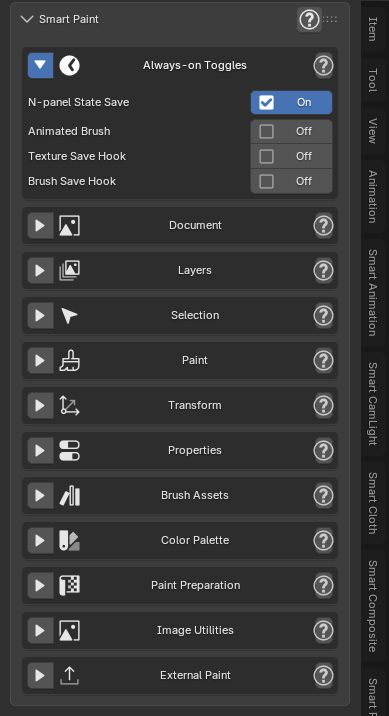 Smart Paint
Always-on Toggles
N-panel State Save On
Animated Brush Off
Texture Save Hook Off
Brush Save Hook Off
Document
Layers
Selection
Paint
Transform
Properties
Brush Assets
Color Palette
Paint Preparation
Image Utilities
External Paint
Item
Tool
View
Animation
Smart Animation
Smart CamLight
Smart Cloth
Smart Composite
Smart